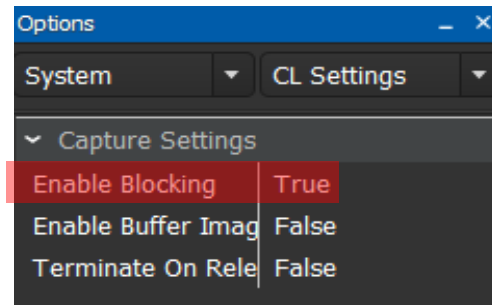 Options
System CL Settings
Capture Settings
Enable Blocking True
Enable Buffer Imag False
Terminate On Rele False